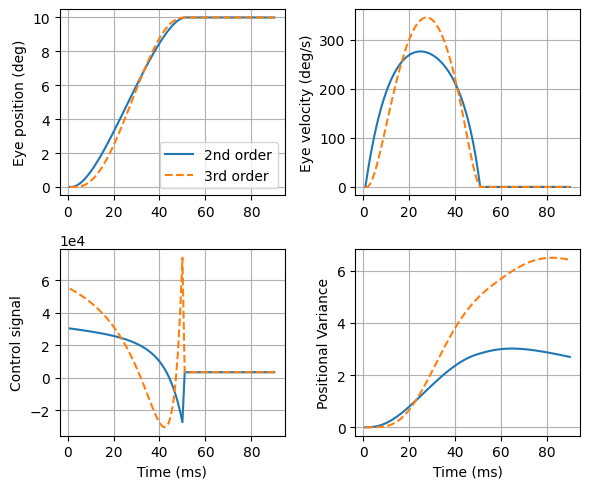 10
8
6
4
2
0
Eye position (deg)
0 20 40 60 80
2nd order
3rd order
300
200
100
0
Eye velocity (deg/s)
0 20 40 60 80
1e4
6
4
2
0
−2
Control signal
0 20 40 60 80
Time (ms)
6
4
2
0
Positional Variance
0 20 40 60 80
Time (ms)